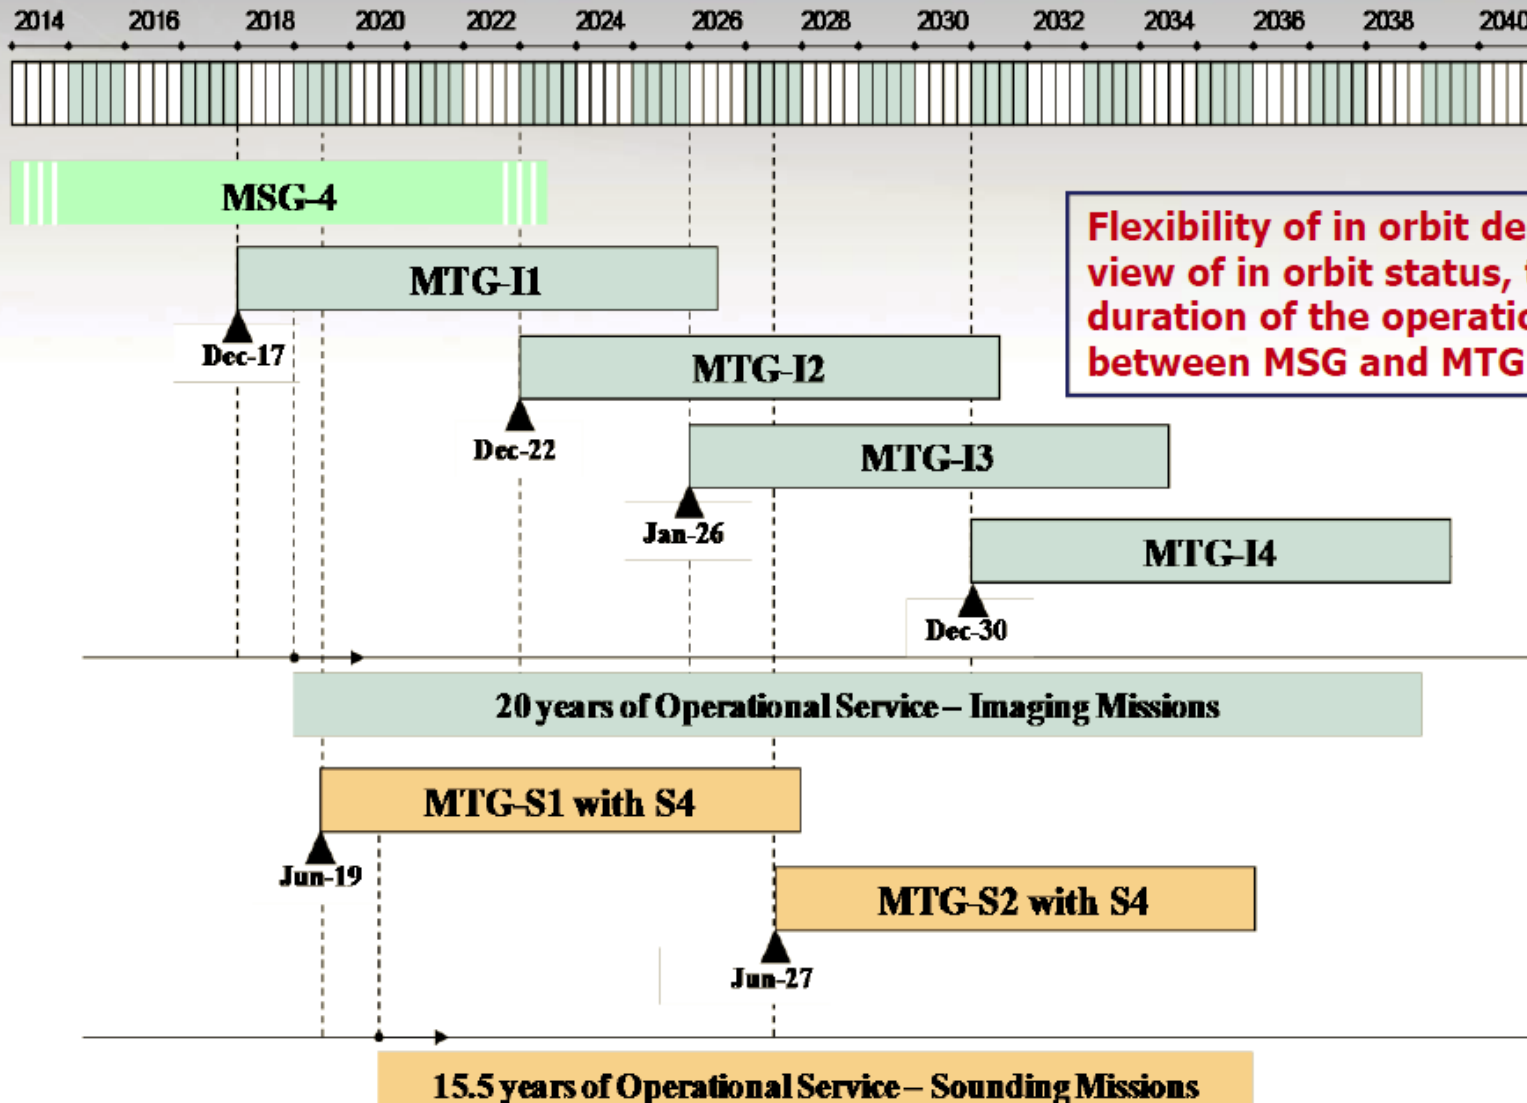 2014 2016 2018 2020 2022 2024 2026 2028 2030 2032 2034 2036 2038 2040
MSG-4
Flexibility of in orbit de
view of in orbit status,
duration of the operatio
between MSG and MTG
MTG-I1
Dec-17
MTG-I2
Dec-22
MTG-I3
Jan-26
MTG-I4
Dec-30
20 years of Operational Service – Imaging Missions
MTG-S1 with S4
Jun-19
MTG-S2 with S4
Jun-27
15.5 years of Operational Service – Sounding Missions